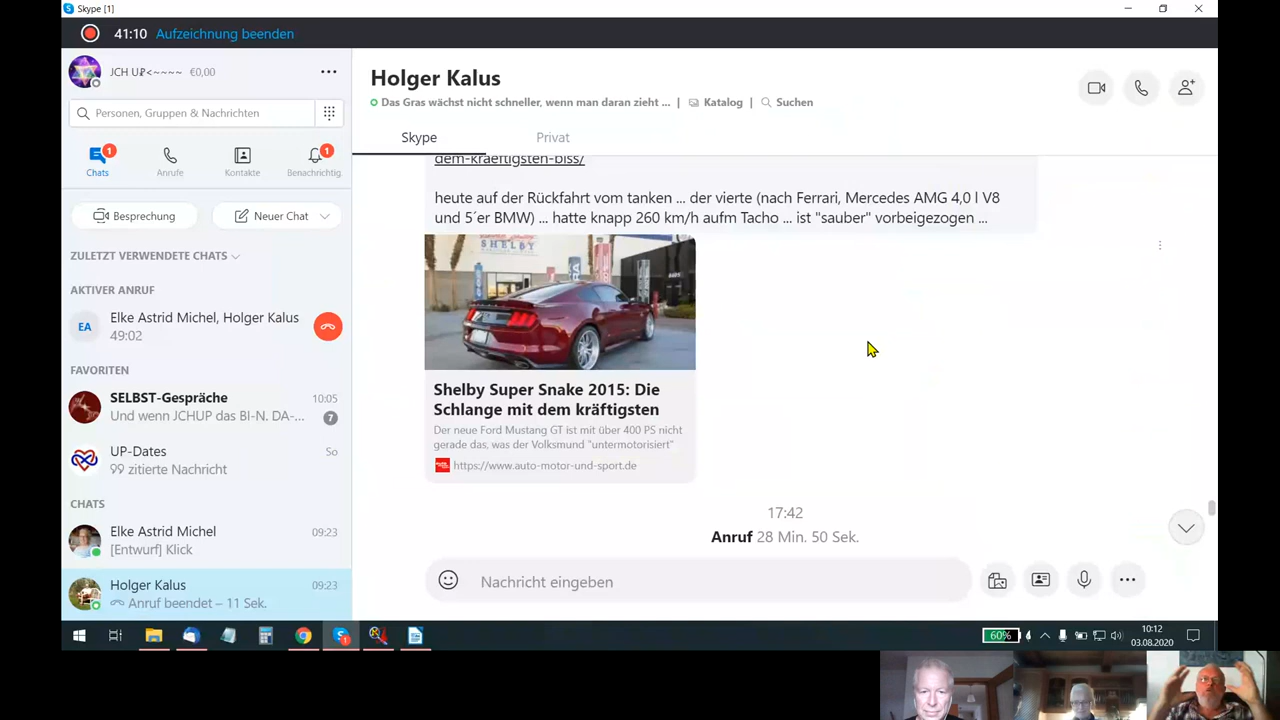 Skype [1]
41:10 Aufzeichnung beenden
JCH U₽<~~~~ €0,00
Personen, Gruppen & Nachrichten
Chats
1
Anrufe
Kontakte
Benachrichtig.
1
Besprechung
Neuer Chat
ZULETZT VERWENDETE CHATS
AKTIVER ANRUF
EA
Elke Astrid Michel, Holger Kalus
49:02
FAVORITEN
SELBST-Gespräche 10:05
Und wenn JCHUP das BI-N. DA-... 7
UP-Dates So
99 zitierte Nachricht
CHATS
Elke Astrid Michel 09:23
[Entwurf] Klick
Holger Kalus 09:23
Anruf beendet – 11 Sek.
Holger Kalus
Das Gras wächst nicht schneller, wenn man daran zieht ... | Katalog | Suchen
Skype Privat
dem-kraeftigsten-biss/
heute auf der Rückfahrt vom tanken ... der vierte (nach Ferrari, Mercedes AMG 4,0 l V8
und 5´er BMW) ... hatte knapp 260 km/h aufm Tacho ... ist "sauber" vorbeigezogen ...
SHELBY
Shelby Super Snake 2015: Die
Schlange mit dem kräftigsten
Der neue Ford Mustang GT ist mit über 400 PS nicht
gerade das, was der Volksmund "untermotorisiert"
https://www.auto-motor-und-sport.de
17:42
Anruf 28 Min. 50 Sek.
Nachricht eingeben
60%
10:12
03.08.2020